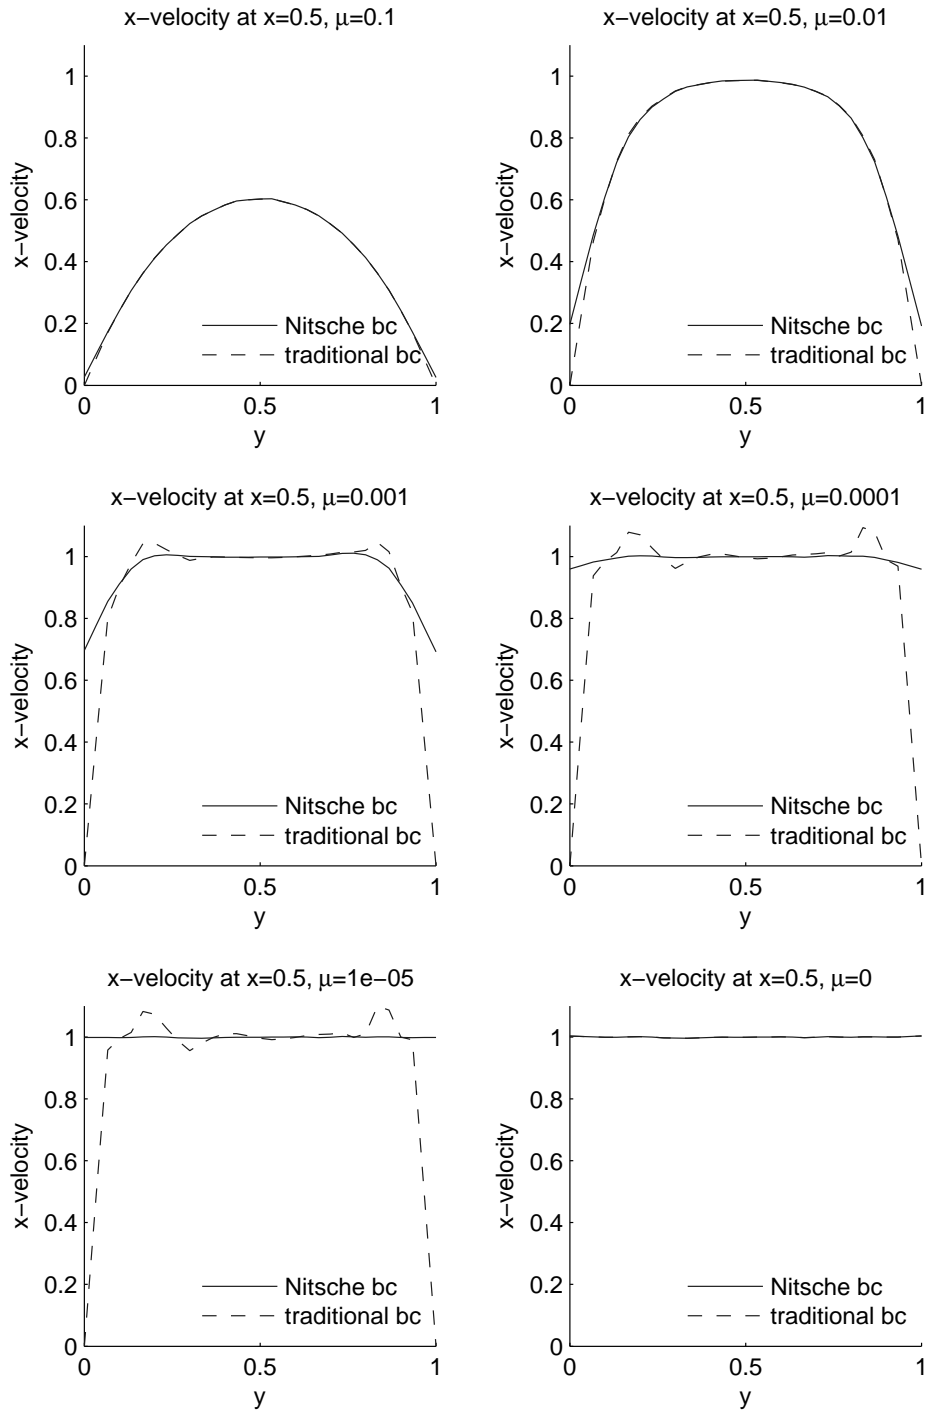 x−velocity at x=0.5, μ=0.1
x−velocity
1
0.8
0.6
0.4
0.2
0
0
0.5
1
y
Nitsche bc
traditional bc
x−velocity at x=0.5, μ=0.01
x−velocity
1
0.8
0.6
0.4
0.2
0
0
0.5
1
y
Nitsche bc
traditional bc
x−velocity at x=0.5, μ=0.001
x−velocity
1
0.8
0.6
0.4
0.2
0
0
0.5
1
y
Nitsche bc
traditional bc
x−velocity at x=0.5, μ=0.0001
x−velocity
1
0.8
0.6
0.4
0.2
0
0
0.5
1
y
Nitsche bc
traditional bc
x−velocity at x=0.5, μ=1e−05
x−velocity
1
0.8
0.6
0.4
0.2
0
0
0.5
1
y
Nitsche bc
traditional bc
x−velocity at x=0.5, μ=0
x−velocity
1
0.8
0.6
0.4
0.2
0
0
0.5
1
y
Nitsche bc
traditional bc